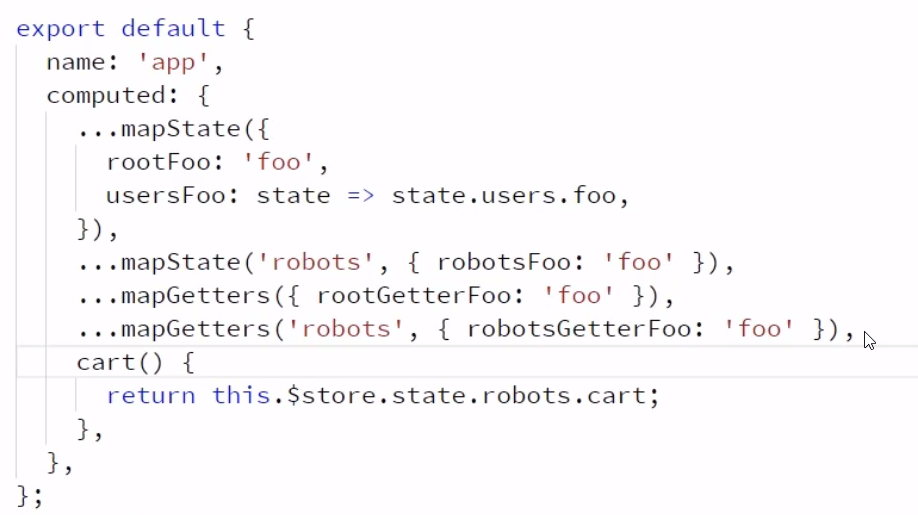 export default {
  name: 'app',
  computed: {
    ...mapState({
      rootFoo: 'foo',
      usersFoo: state => state.users.foo,
    }),
    ...mapState('robots', { robotsFoo: 'foo' }),
    ...mapGetters({ rootGetterFoo: 'foo' }),
    ...mapGetters('robots', { robotsGetterFoo: 'foo' }),
    cart() {
      return this.$store.state.robots.cart;
    },
  },
};